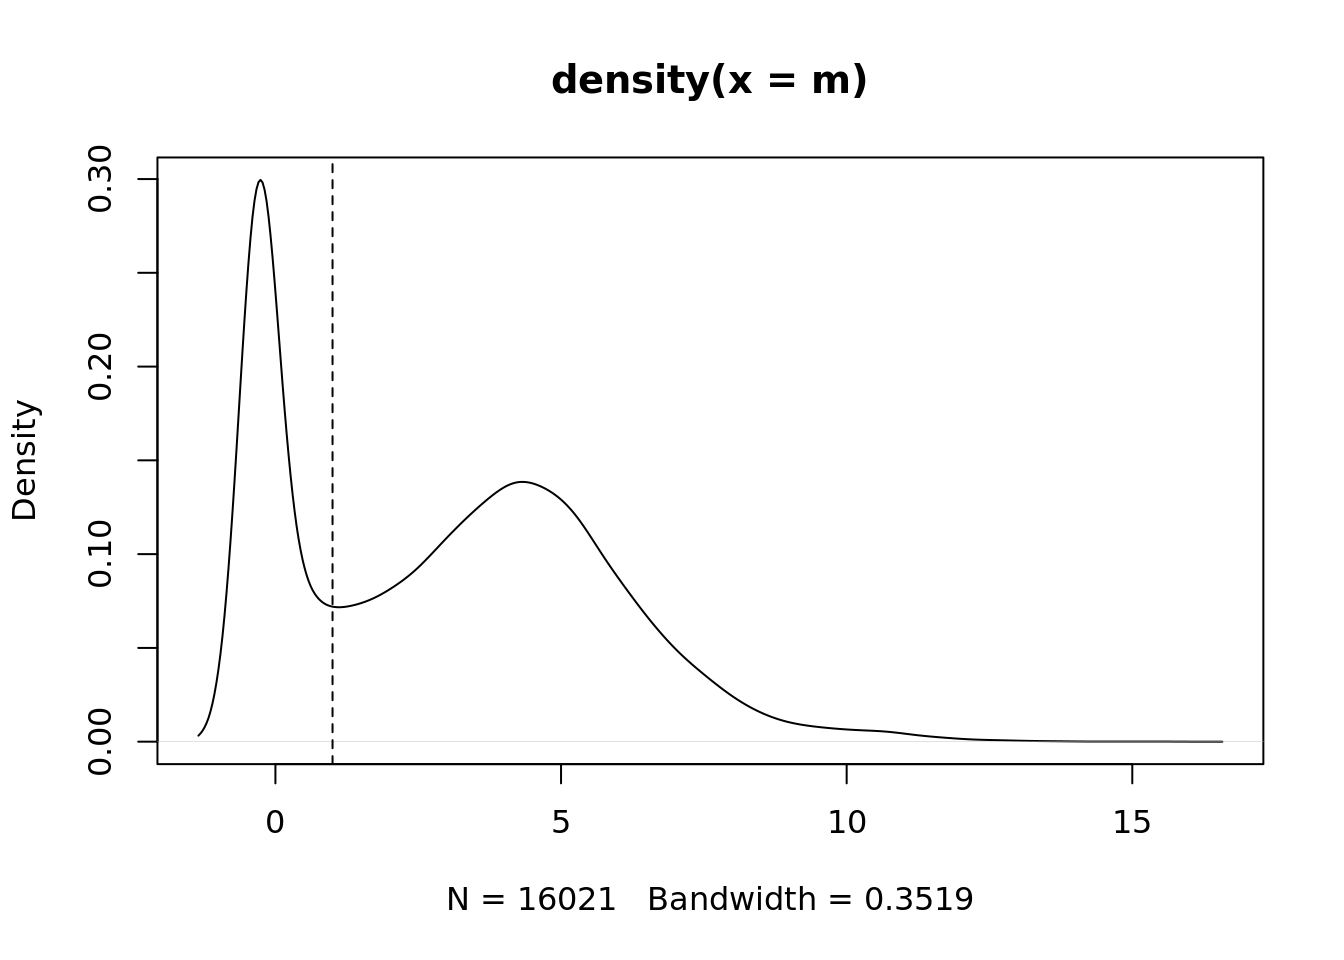 density(x = m)
Density
0.30
0.20
0.10
0.00
0 5 10 15
N = 16021 Bandwidth = 0.3519